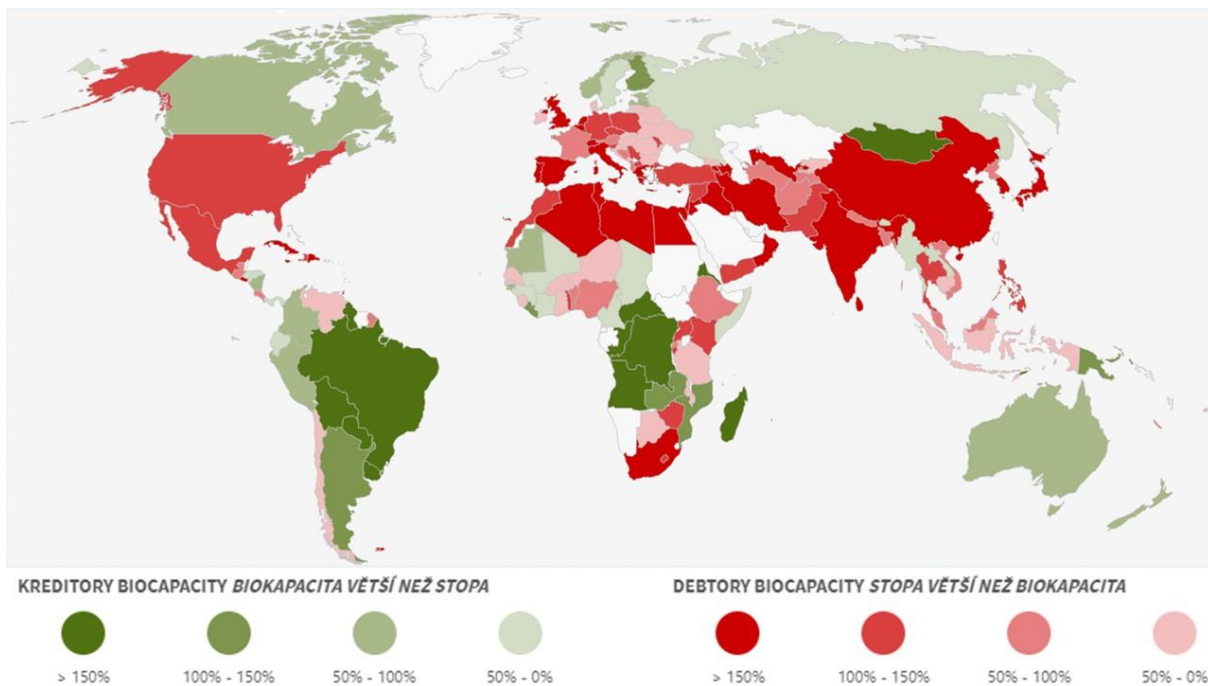 KREDITORY BIOCAPACITY BIOKAPACITA VĚTŠÍ NEŽ STOPA
> 150%
100% - 150%
50% - 100%
50% - 0%
DEBTORY BIOCAPACITY STOPA VĚTŠÍ NEŽ BIOKAPACITA
> 150%
100% - 150%
50% - 100%
50% - 0%